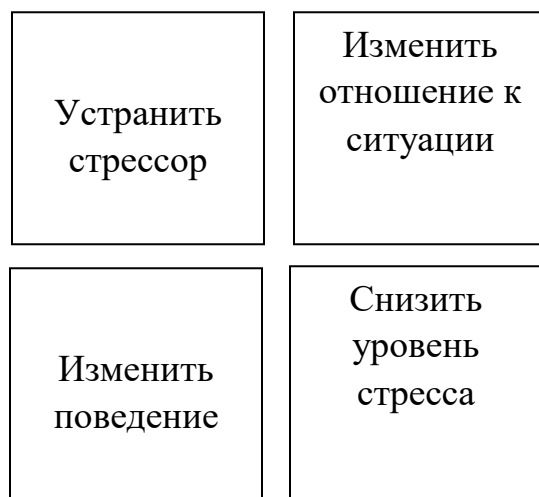 Устранить
стрессор
Изменить
отношение к
ситуации
Изменить
поведение
Снизить
уровень
стресса